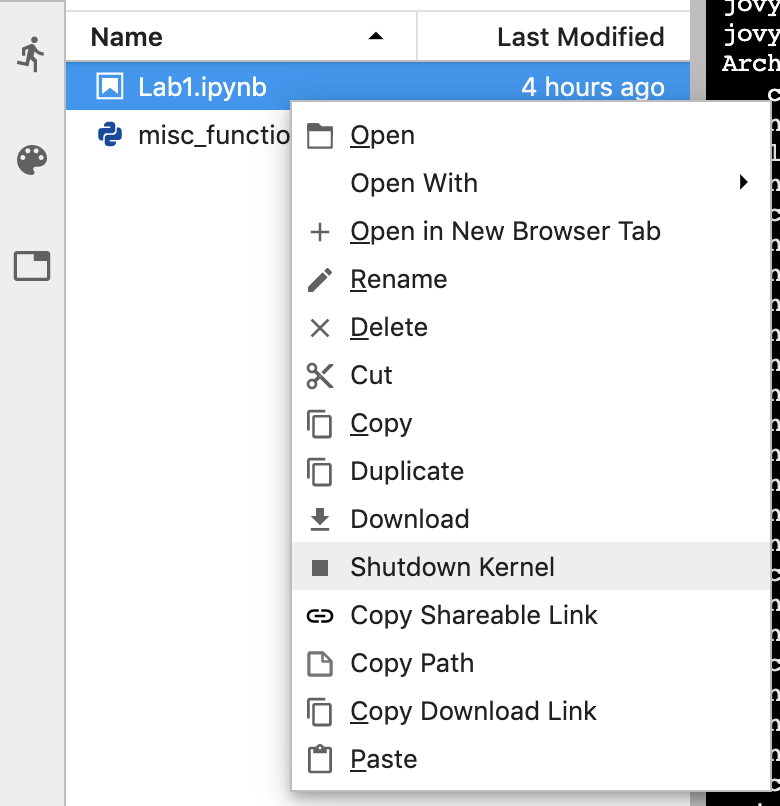 Name Last Modified
Lab1.ipynb 4 hours ago
misc_functio
Open
Open With
Open in New Browser Tab
Rename
Delete
Cut
Copy
Duplicate
Download
Shutdown Kernel
Copy Shareable Link
Copy Path
Copy Download Link
Paste
jovy
jovy
Arch